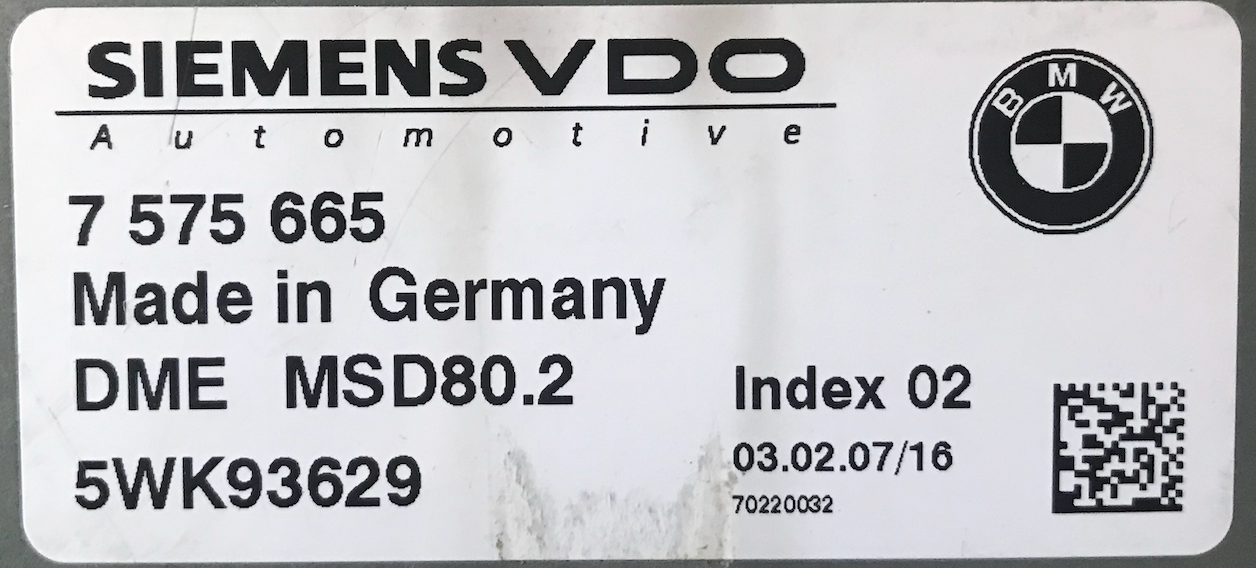 SIEMENS VDO
Automotive
BMW
7 575 665
Made in Germany
DME MSD80.2
Index 02
5WK93629
03.02.07/16
70220032